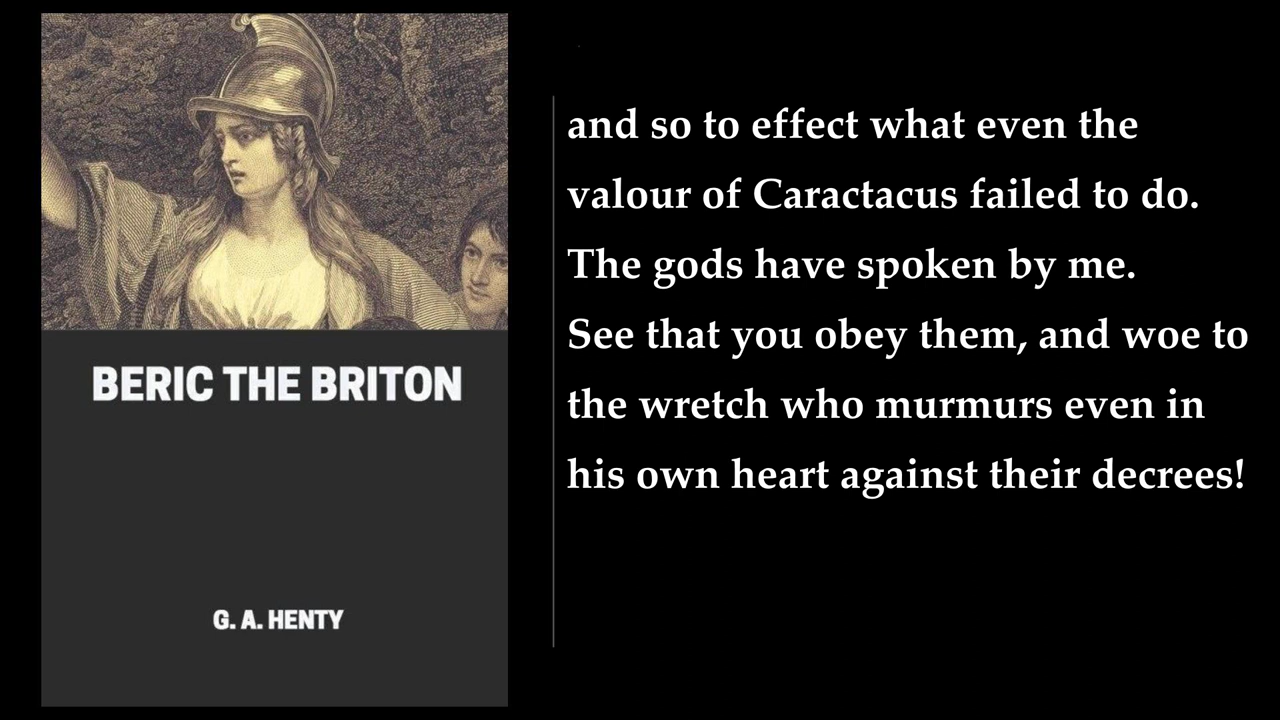 BERIC THE BRITON
G. A. HENTY
and so to effect what even the
valour of Caractacus failed to do.
The gods have spoken by me.
See that you obey them, and woe to
the wretch who murmurs even in
his own heart against their decrees!